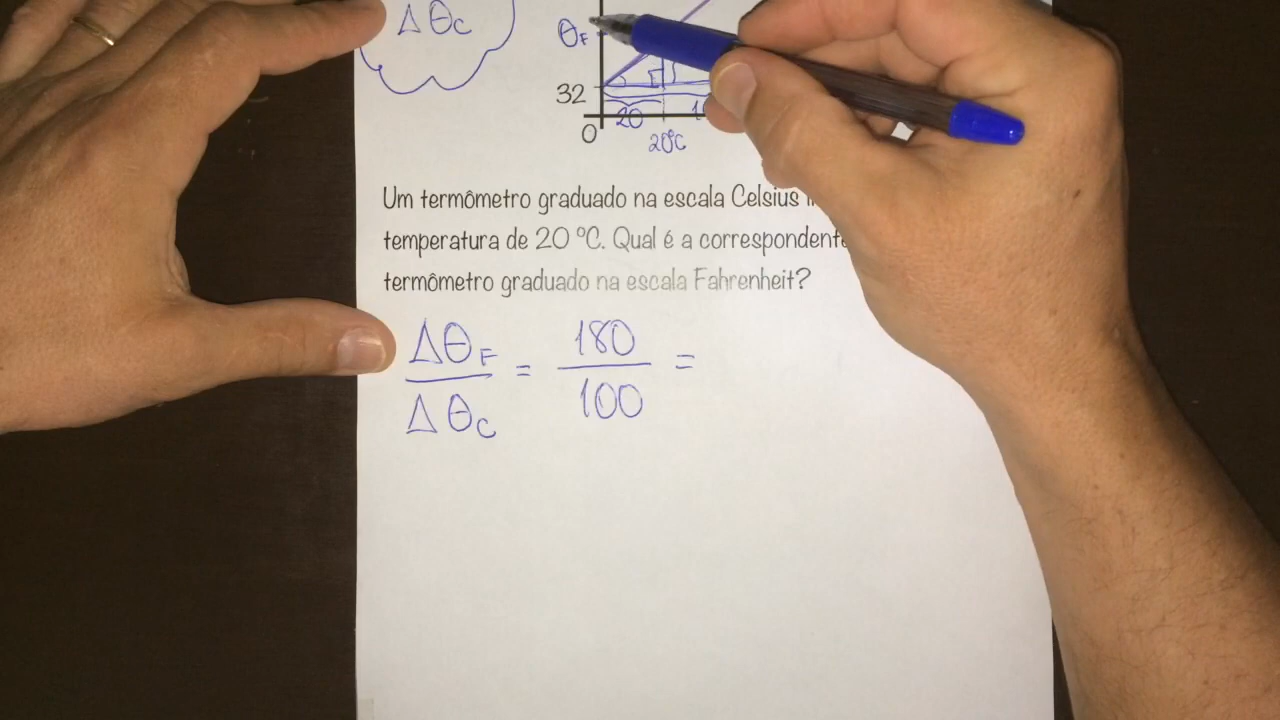 Δθc
θF
32
20
0
20°C
Um termômetro graduado na escala Celsius
temperatura de 20 ºC. Qual é a correspondente
termômetro graduado na escala Fahrenheit?
ΔθF / Δθc = 180 / 100 =